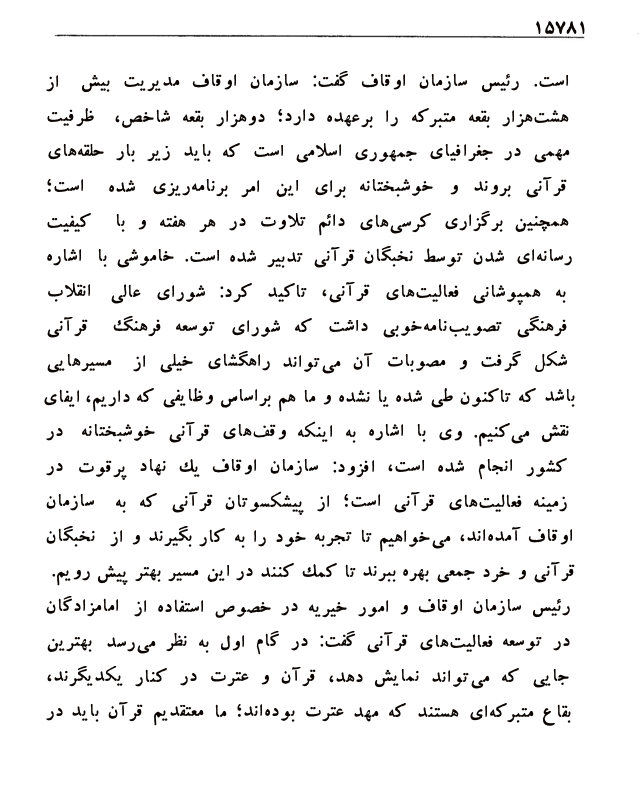 ۱۵۷۸۱
است. رئیس سازمان اوقاف گفت: سازمان اوقاف مدیریت بیش از
هشت‌هزار بقعه متبرکه را برعهده دارد؛ دوهزار بقعه شاخص، ظرفیت
مهمی در جغرافیای جمهوری اسلامی است که باید زیر بار حلقه‌های
قرآنی بروند و خوشبختانه برای این امر برنامه‌ریزی شده است؛
همچنین برگزاری کرسی‌های دائم تلاوت در هر هفته و با کیفیت
رسانه‌ای شدن توسط نخبگان قرآنی تدبیر شده است. خاموشی با اشاره
به همپوشانی فعالیت‌های قرآنی، تاکید کرد: شورای عالی انقلاب
فرهنگی تصویب‌نامه‌خوبی داشت که شورای توسعه فرهنگ قرآنی
شکل گرفت و مصوبات آن می‌تواند راهگشای خیلی از مسیرهایی
باشد که تاکنون طی شده یا نشده و ما هم براساس وظایفی که داریم، ایفای
نقش می‌کنیم. وی با اشاره به اینکه وقف‌های قرآنی خوشبختانه در
کشور انجام شده است، افزود: سازمان اوقاف یك نهاد پرقوت در
زمینه فعالیت‌های قرآنی است؛ از پیشکسوتان قرآنی که به سازمان
اوقاف آمده‌اند، می‌خواهیم تا تجربه خود را به کار بگیرند و از نخبگان
قرآنی و خرد جمعی بهره ببرند تا کمك کنند در این مسیر بهتر پیش رویم.
رئیس سازمان اوقاف و امور خیریه در خصوص استفاده از امامزادگان
در توسعه فعالیت‌های قرآنی گفت: در گام اول به نظر می‌رسد بهترین
جایی که می‌تواند نمایش دهد، قرآن و عترت در کنار یکدیگرند،
بقاع متبرکه‌ای هستند که مهد عترت بوده‌اند؛ ما معتقدیم قرآن باید در